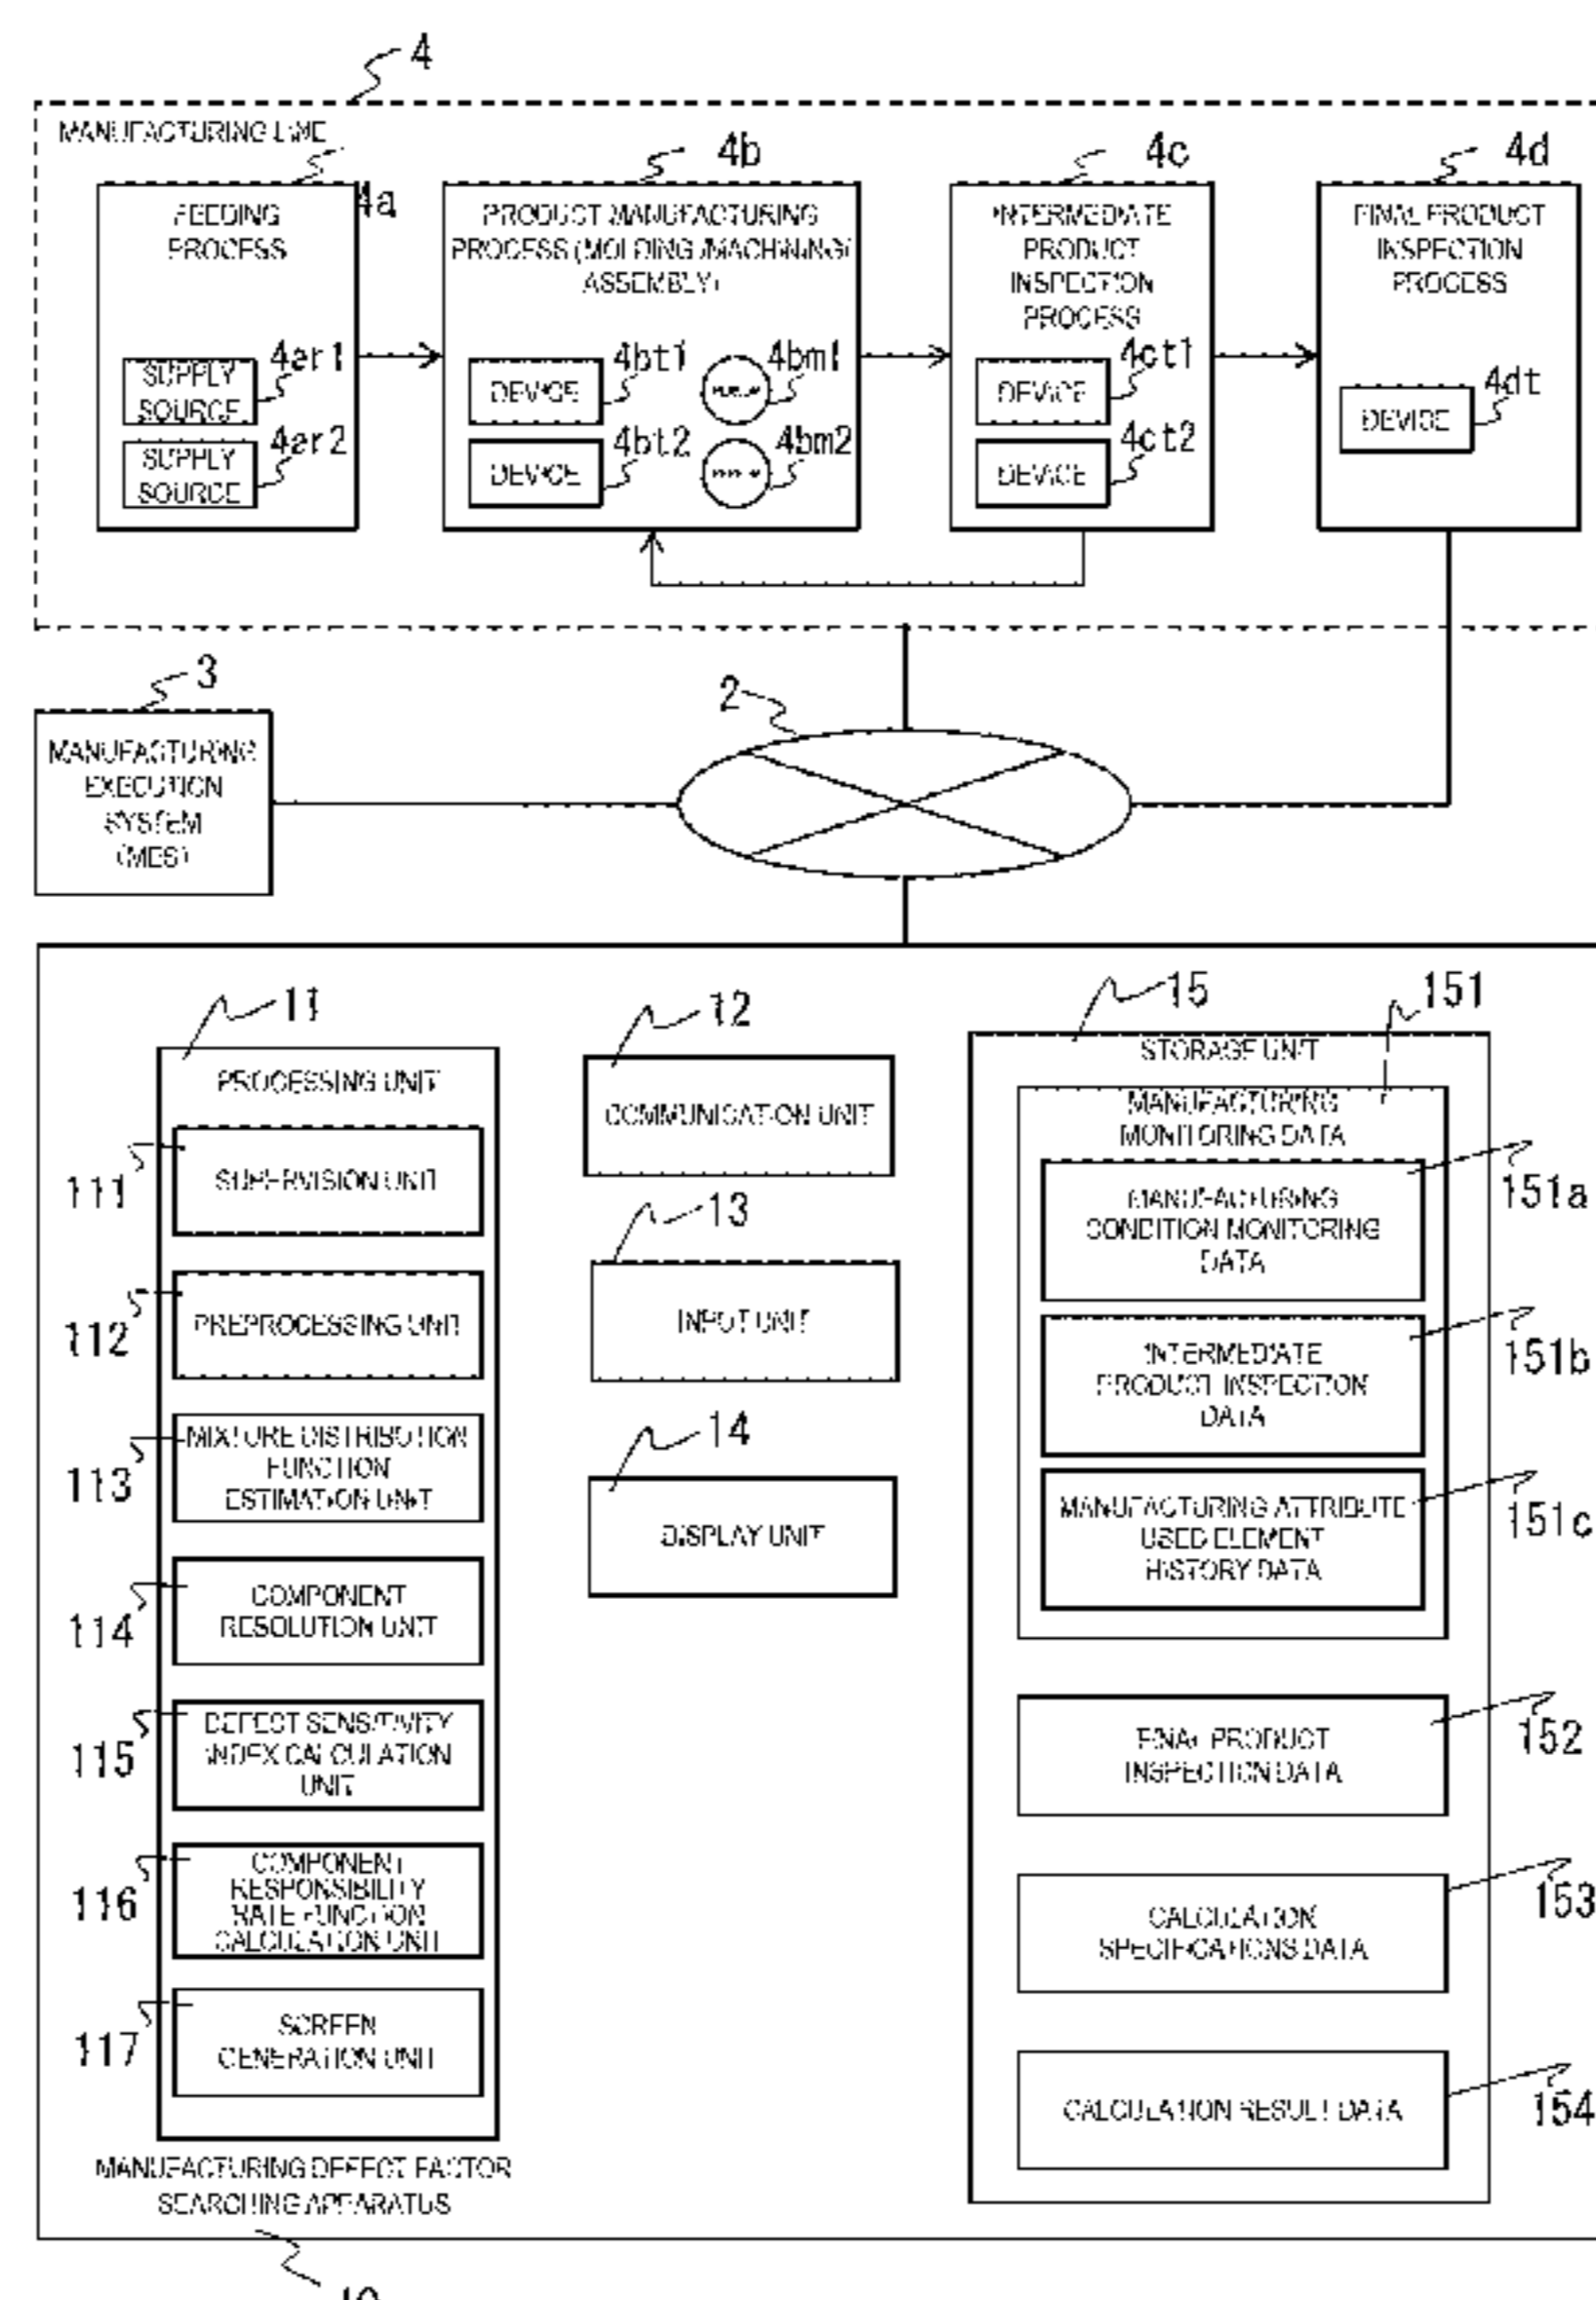 4
MANUFACTURING LINE
4a
4b
4c
4d
FEEDING
PROCESS
PRODUCT MANUFACTURING
PROCESS (MOLDING/MACHINING/
ASSEMBLY)
INTERMEDIATE
PRODUCT
INSPECTION
PROCESS
FINAL PRODUCT
INSPECTION
PROCESS
SUPPLY
SOURCE
4ar1
SUPPLY
SOURCE
4ar2
DEVICE
4bt1
4bm1
DEVICE
4bt2
4bm2
DEVICE
4ct1
DEVICE
4ct2
DEVICE
4dt
3
MANUFACTURING
EXECUTION
SYSTEM
(MES)
2
11
PROCESSING UNIT
111
SUPERVISION UNIT
112
PREPROCESSING UNIT
113
MIXTURE DISTRIBUTION
FUNCTION
ESTIMATION UNIT
114
COMPONENT
RESOLUTION UNIT
115
DEFECT SENSITIVITY
INDEX CALCULATION
UNIT
116
COMPONENT
RESPONSIBILITY
RATE FUNCTION
CALCULATION UNIT
117
SCREEN
GENERATION UNIT
12
COMMUNICATION UNIT
13
INPUT UNIT
14
DISPLAY UNIT
15
STORAGE UNIT
151
MANUFACTURING
MONITORING DATA
MANUFACTURING
CONDITION MONITORING
DATA
151a
INTERMEDIATE
PRODUCT INSPECTION
DATA
151b
MANUFACTURING ATTRIBUTE
USED ELEMENT
HISTORY DATA
151c
FINAL PRODUCT
INSPECTION DATA
152
CALCULATION
SPECIFICATIONS DATA
153
CALCULATION RESULT DATA
154
MANUFACTURING DEFECT FACTOR
SEARCHING APPARATUS